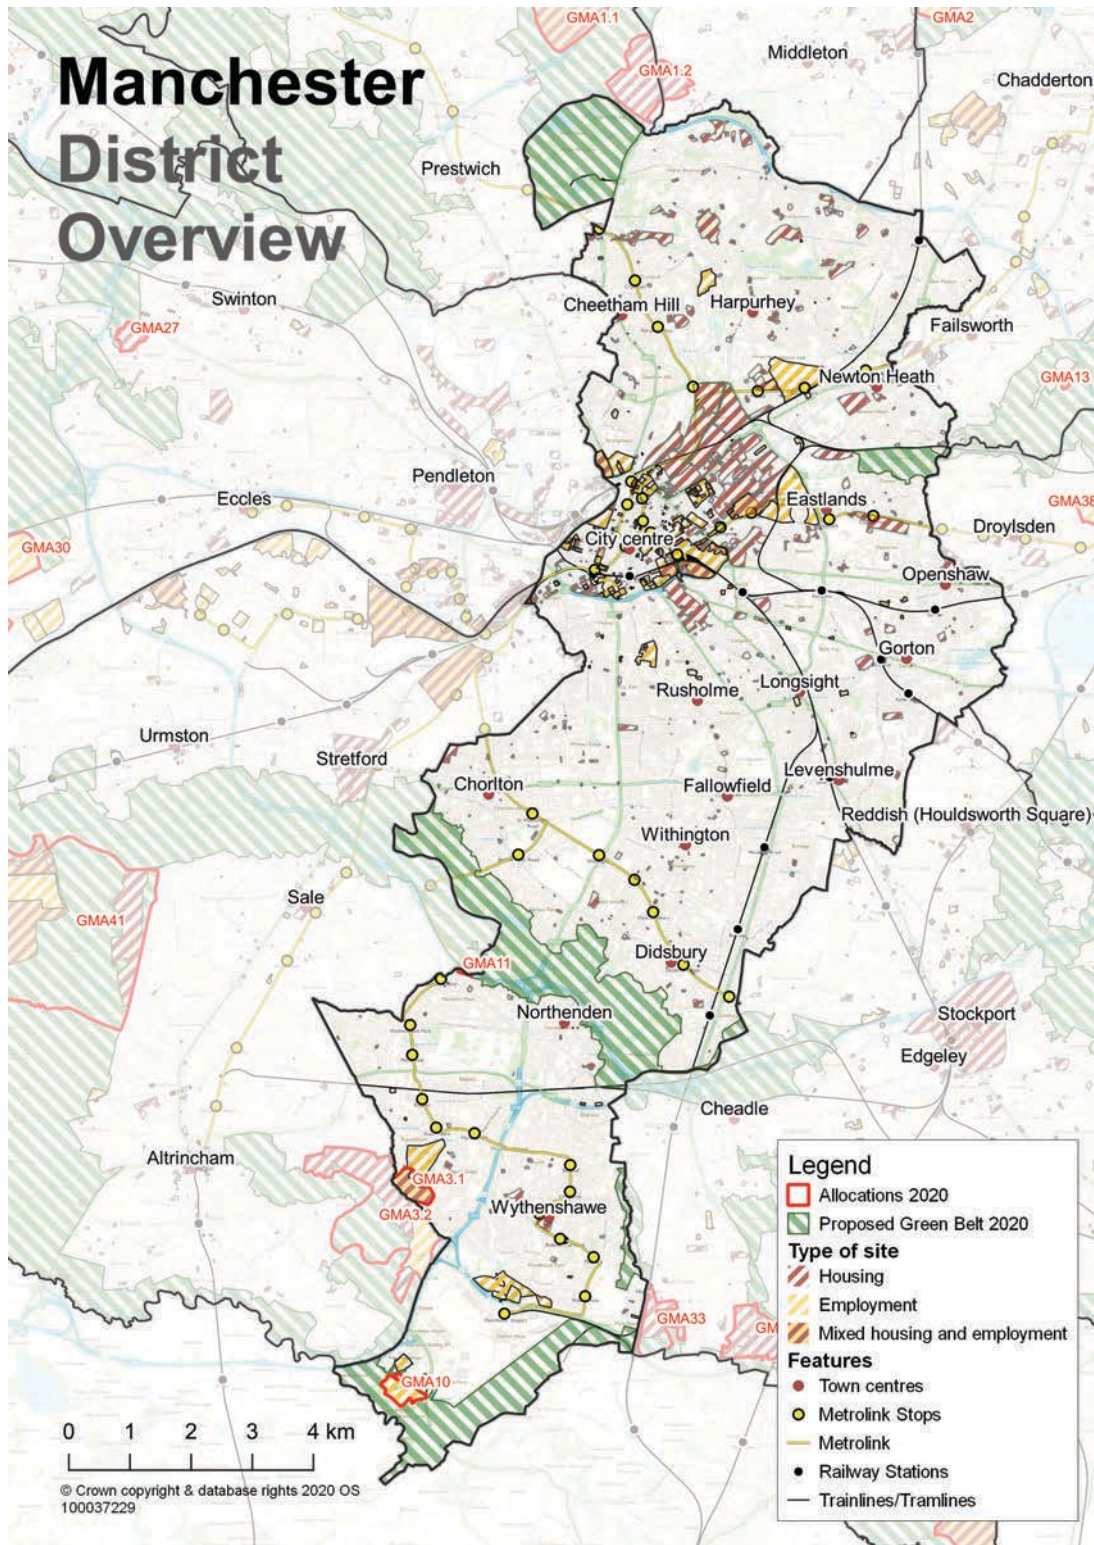 Manchester
District
Overview
GMA1.1
GMA2
Middleton
GMA1.2
Chadderton
Prestwich
Swinton
Cheetham Hill
Harpurhey
GMA27
Failsworth
Newton Heath
GMA13
Pendleton
Eccles
Eastlands
GMA38
Droylsden
City centre
GMA30
Openshaw
Gorton
Rusholme
Longsight
Urmston
Stretford
Levenshulme
Chorlton
Fallowfield
Reddish (Houldsworth Square)
Withington
Sale
GMA41
Didsbury
GMA11
Northenden
Stockport
Edgeley
Cheadle
Altrincham
GMA3.1
GMA3.2
Wythenshawe
GMA33
GM
GMA10
Legend
Allocations 2020
Proposed Green Belt 2020
Type of site
Housing
Employment
Mixed housing and employment
Features
Town centres
Metrolink Stops
Metrolink
Railway Stations
Trainlines/Tramlines
0 1 2 3 4 km
© Crown copyright & database rights 2020 OS
100037229